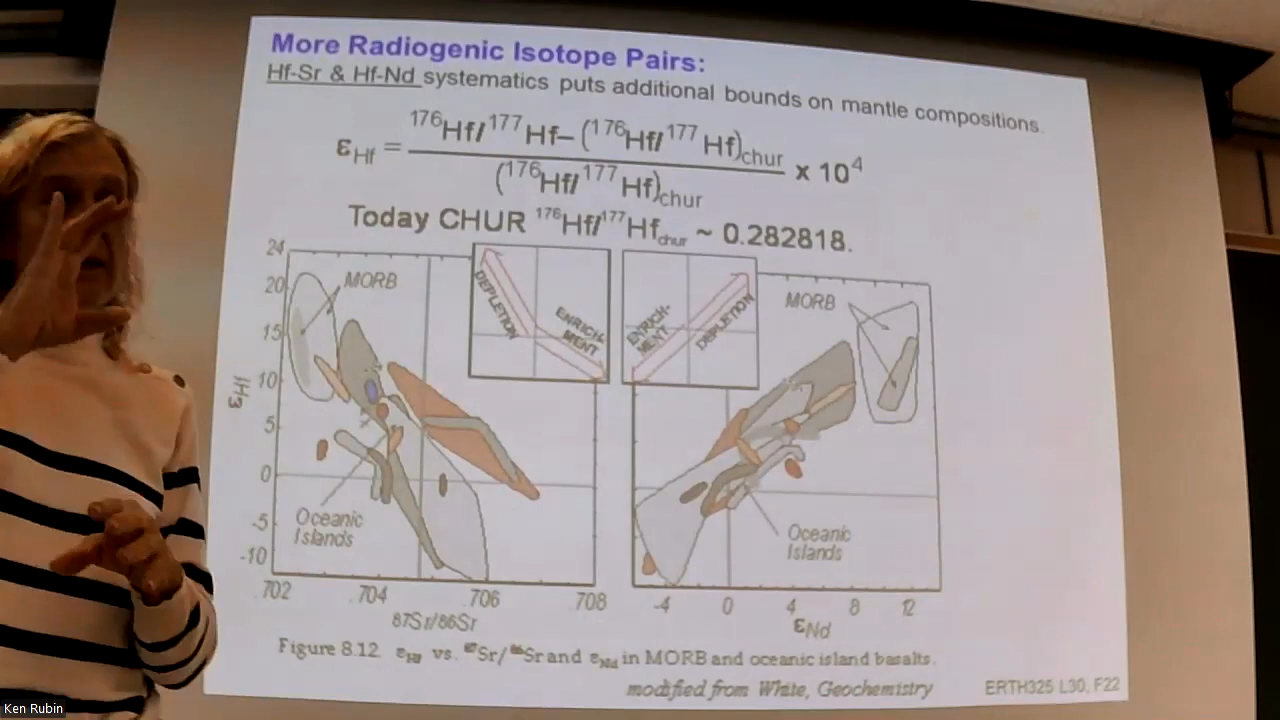 More Radiogenic Isotope Pairs:
Hf-Sr & Hf-Nd systematics puts additional bounds on mantle compositions.
εHf = 176Hf/177Hf – (176Hf/177Hf)chur / (176Hf/177Hf)chur x 10^4
Today CHUR 176Hf/177Hfchur ~ 0.282818.
24
20
15
10
5
0
-5
-10
εHf
MORB
DEPLETION
ENRICH-
MENT
Oceanic
Islands
.702
.704
.706
.708
87Sr/86Sr
ENRICH-
MENT
DEPLETION
MORB
Oceanic
Islands
-4
0
4
8
12
εNd
Figure 8.12. εHf vs. 87Sr/86Sr and εNd in MORB and oceanic island basalts.
modified from White, Geochemistry
ERTH325 L30, F22
Ken Rubin